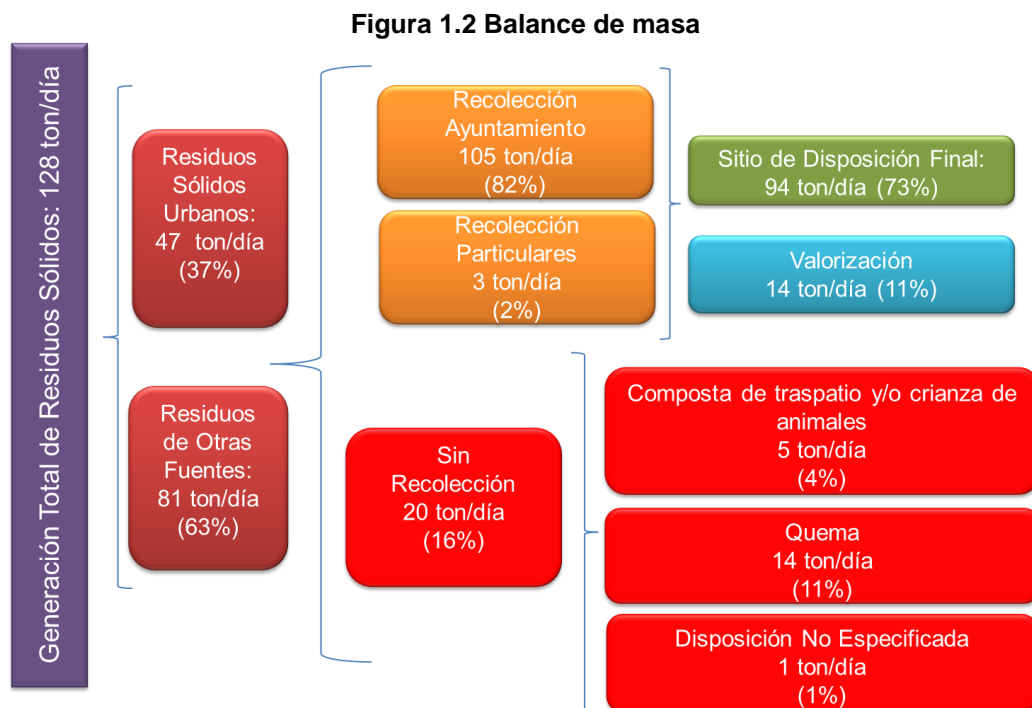 Figura 1.2 Balance de masa
Generación Total de Residuos Sólidos: 128 ton/día
Residuos
Sólidos
Urbanos:
47 ton/día
(37%)
Residuos
de Otras
Fuentes:
81 ton/día
(63%)
Recolección
Ayuntamiento
105 ton/día
(82%)
Recolección
Particulares
3 ton/día
(2%)
Sitio de Disposición Final:
94 ton/día (73%)
Valorización
14 ton/día (11%)
Sin
Recolección
20 ton/día
(16%)
Composta de traspatio y/o crianza de
animales
5 ton/día
(4%)
Quema
14 ton/día
(11%)
Disposición No Especificada
1 ton/día
(1%)